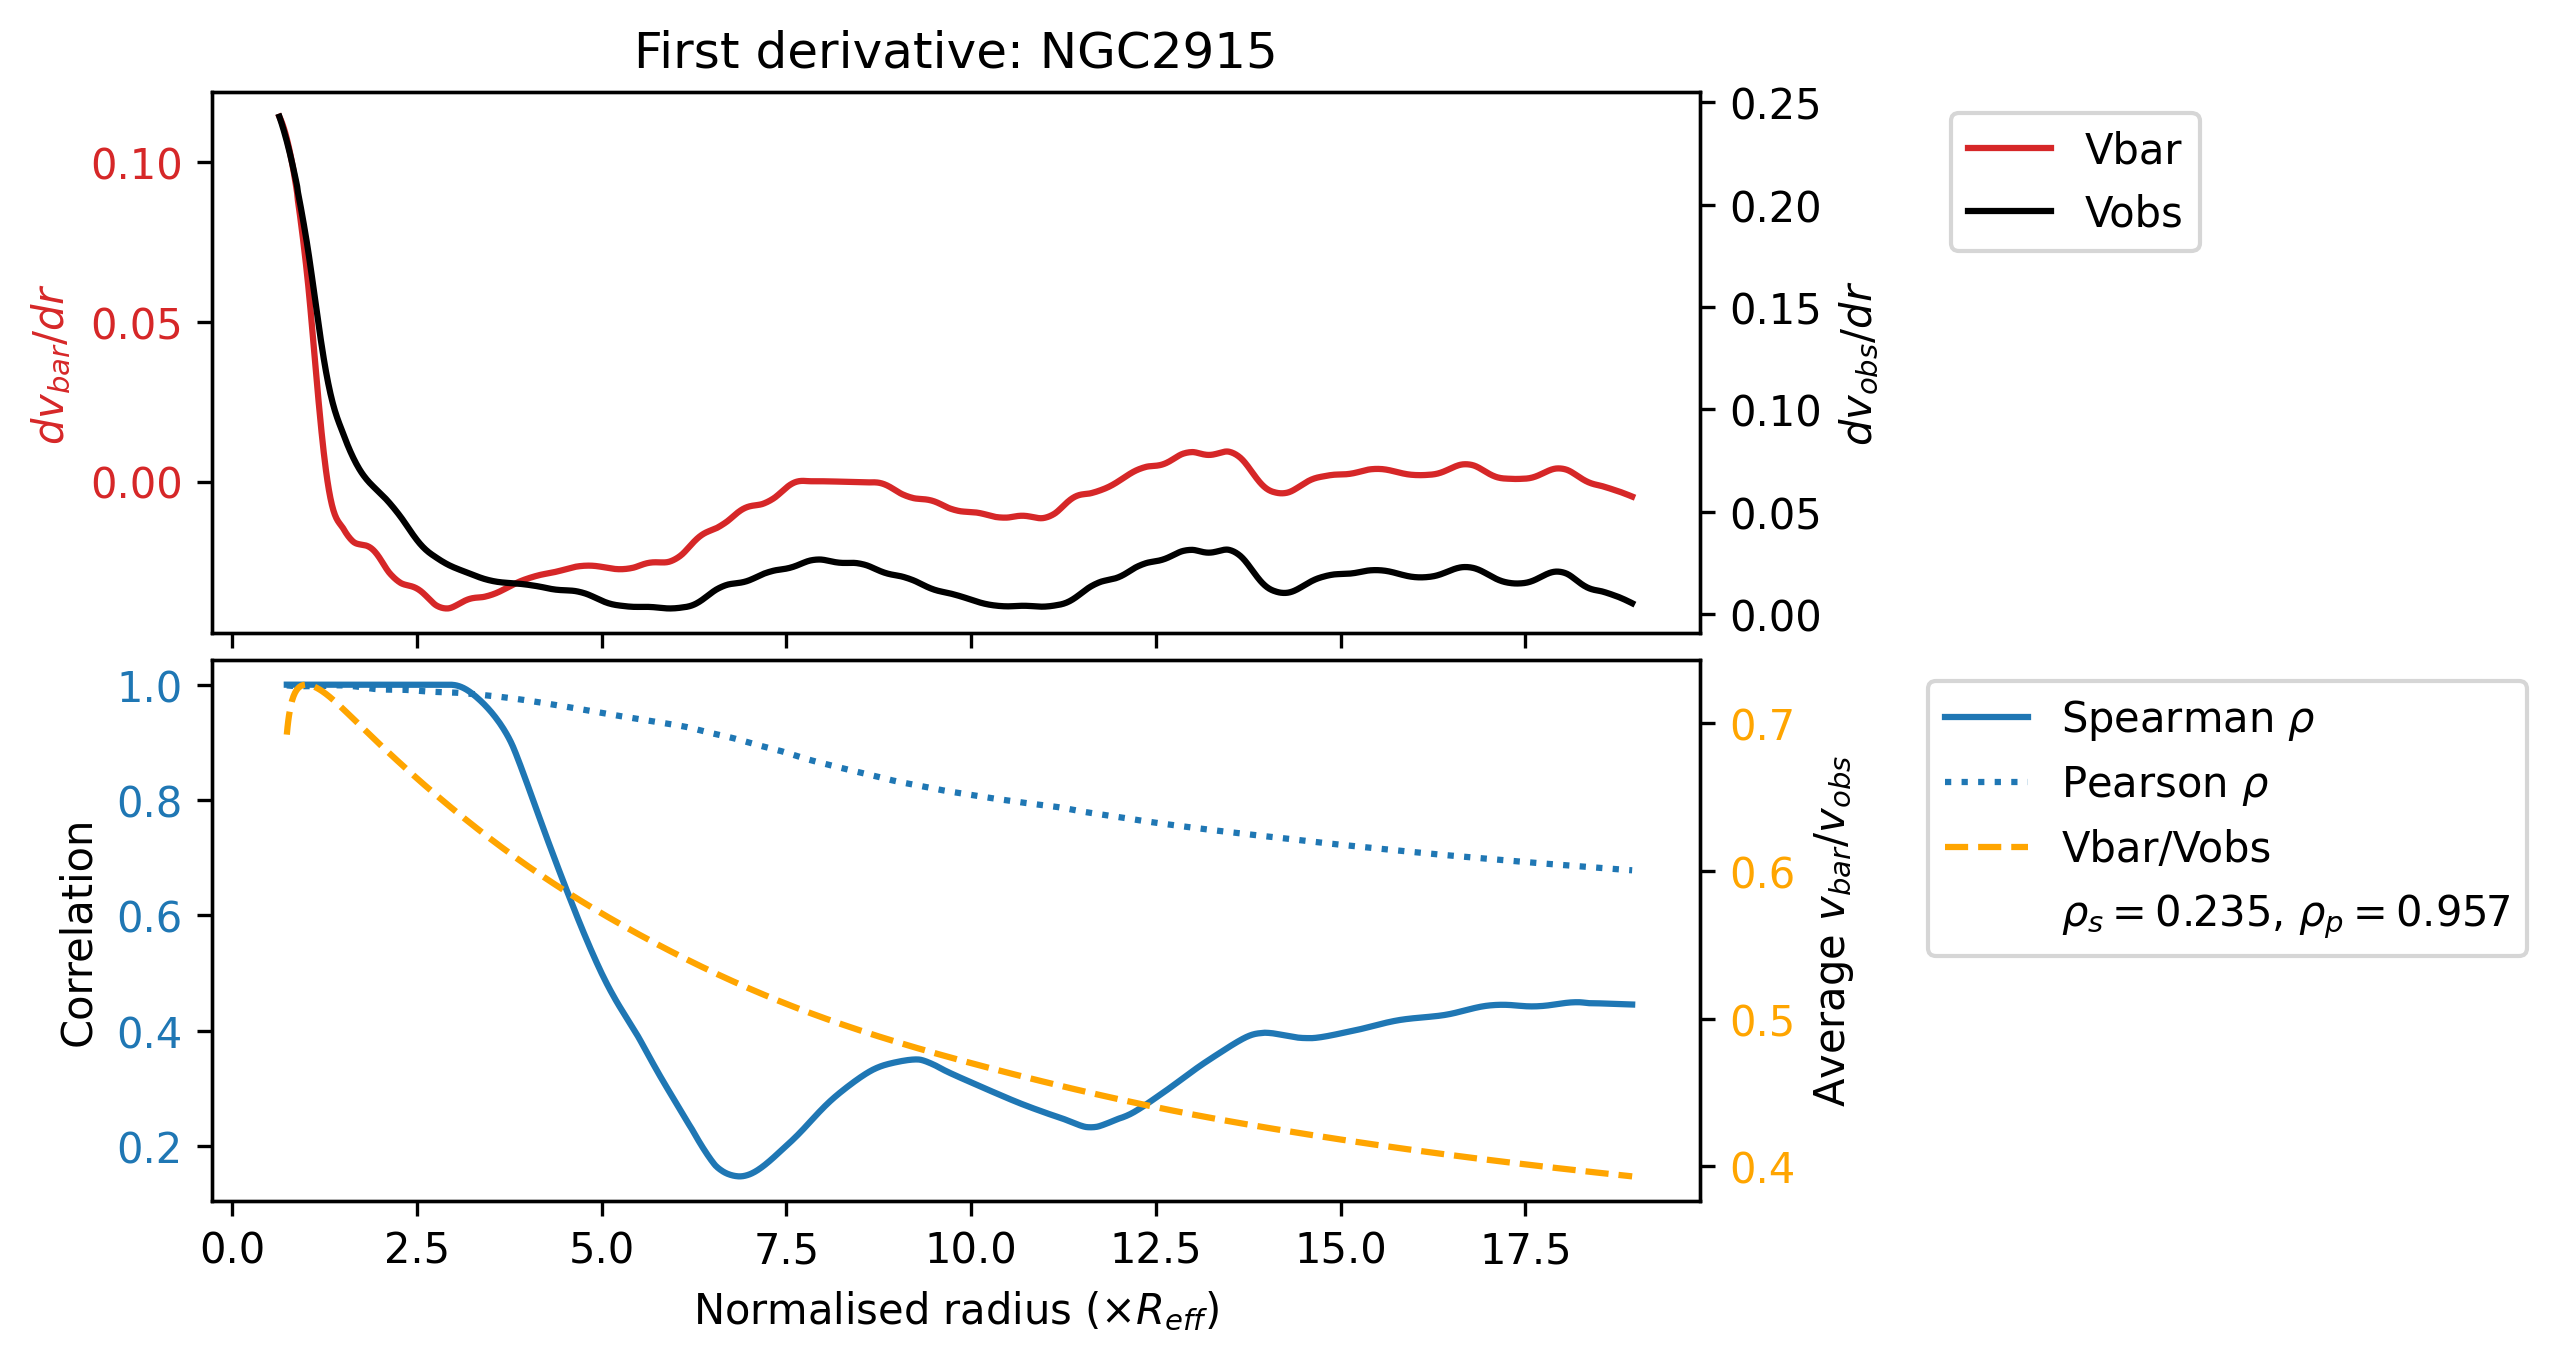 First derivative: NGC2915
0.10
0.05
0.00
dv_bar/dr
0.25
0.20
0.15
0.10
0.05
0.00
dv_obs/dr
Vbar
Vobs
1.0
0.8
0.6
0.4
0.2
Correlation
0.7
0.6
0.5
0.4
Average v_bar/v_obs
Spearman ρ
Pearson ρ
Vbar/Vobs
ρ_s = 0.235, ρ_p = 0.957
0.0 2.5 5.0 7.5 10.0 12.5 15.0 17.5
Normalised radius (×R_eff)